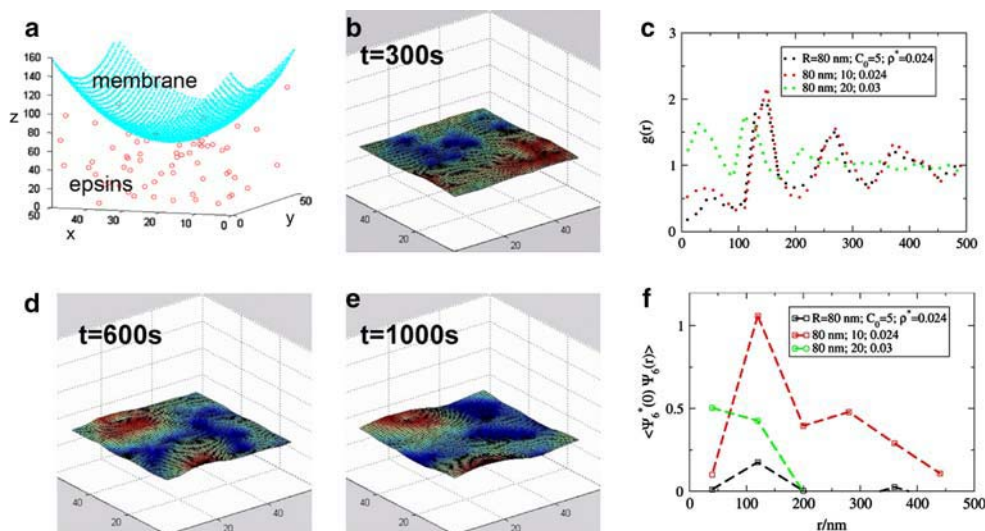 a
160
140
120
100
z
80
60
40
20
0
50
40
30
20
10
0
0
50
x
y
membrane
epsins
b
t=300s
40
20
20
40
c
3
2
1
0
g(r)
0
100
200
300
400
500
R=80 nm; C₀=5; ρ*=0.024
80 nm; 10; 0.024
80 nm; 20; 0.03
d
t=600s
40
20
20
40
e
t=1000s
40
20
20
40
f
1
0.5
0
<Ψ₆*(0) Ψ₆(r)>
R=80 nm; C₀=5; ρ*=0.024
80 nm; 10; 0.024
80 nm; 20; 0.03
0
100
200
300
400
500
r/nm